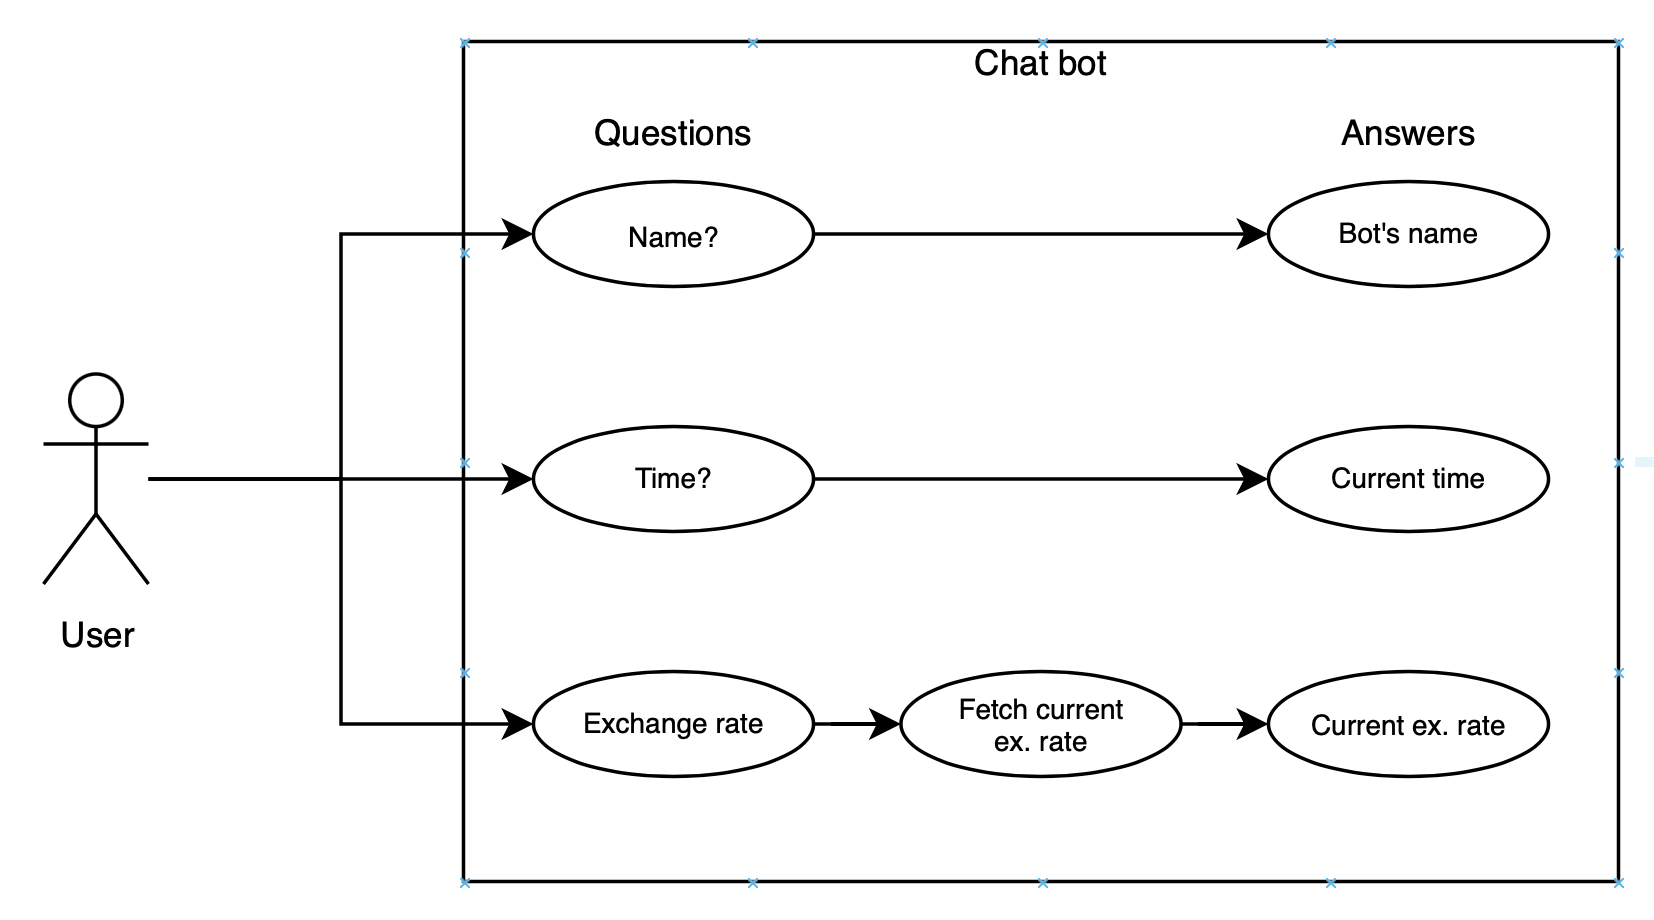 Chat bot
Questions
Answers
Name?
Bot's name
Time?
Current time
User
Exchange rate
Fetch current
ex. rate
Current ex. rate